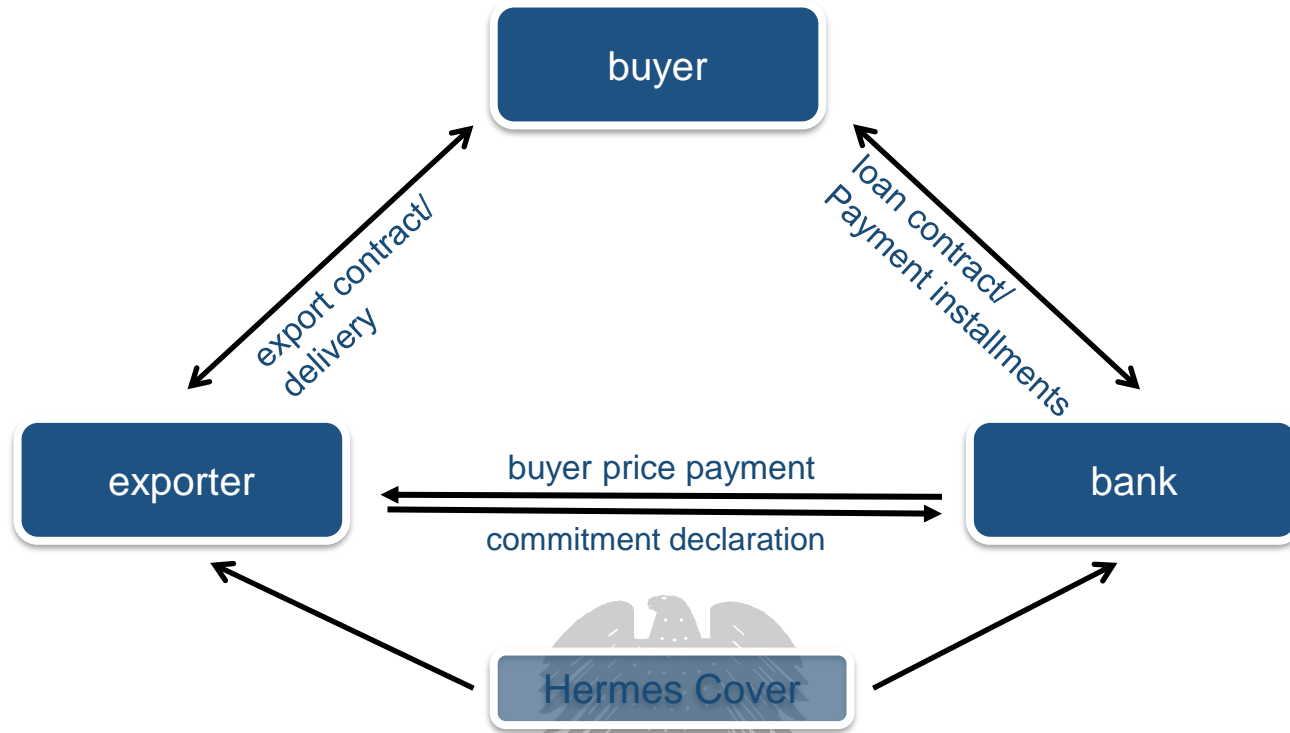 buyer
export contract/
delivery
loan contract/
Payment installments
exporter
buyer price payment
commitment declaration
bank
Hermes Cover